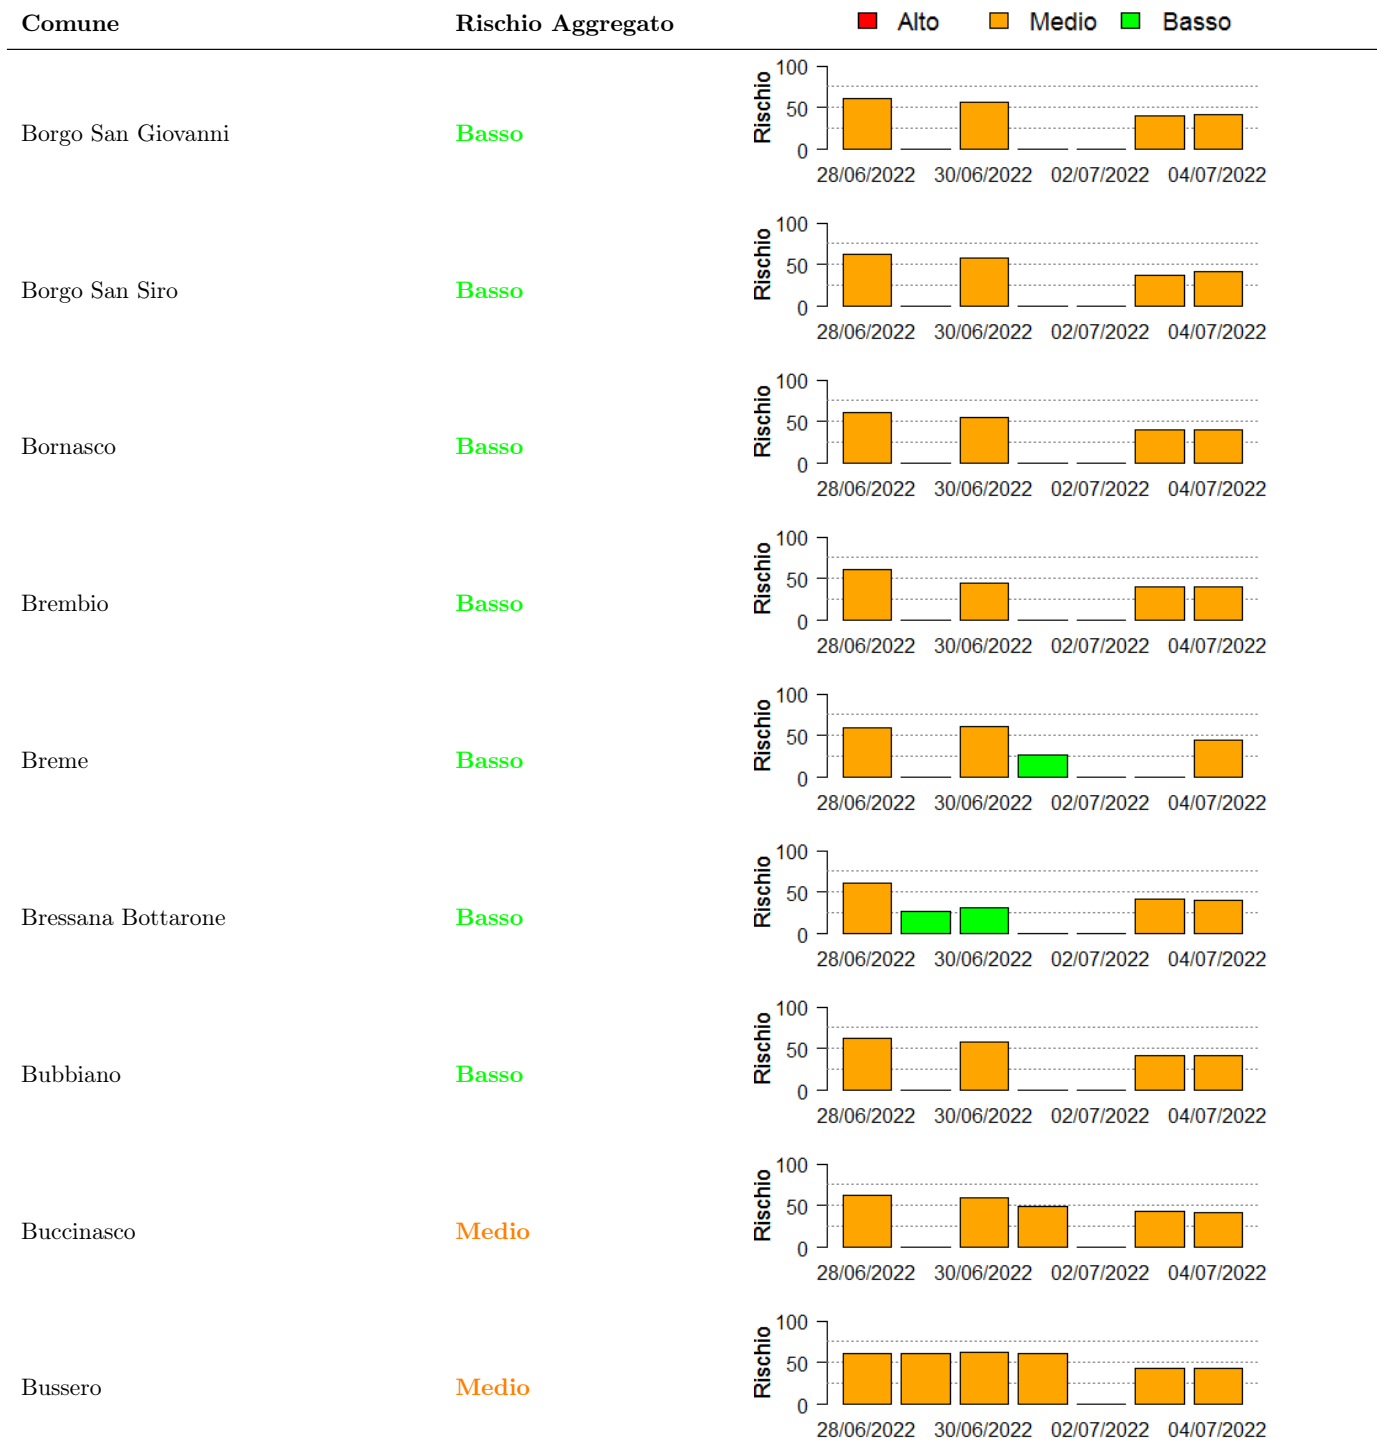 Comune Rischio Aggregato Alto Medio Basso
100
50
0
Rischio
Borgo San Giovanni Basso
28/06/2022 30/06/2022 02/07/2022 04/07/2022
100
50
0
Rischio
Borgo San Siro Basso
28/06/2022 30/06/2022 02/07/2022 04/07/2022
100
50
0
Rischio
Bornasco Basso
28/06/2022 30/06/2022 02/07/2022 04/07/2022
100
50
0
Rischio
Brembio Basso
28/06/2022 30/06/2022 02/07/2022 04/07/2022
100
50
0
Rischio
Breme Basso
28/06/2022 30/06/2022 02/07/2022 04/07/2022
100
50
0
Rischio
Bressana Bottarone Basso
28/06/2022 30/06/2022 02/07/2022 04/07/2022
100
50
0
Rischio
Bubbiano Basso
28/06/2022 30/06/2022 02/07/2022 04/07/2022
100
50
0
Rischio
Buccinasco Medio
28/06/2022 30/06/2022 02/07/2022 04/07/2022
100
50
0
Rischio
Bussero Medio
28/06/2022 30/06/2022 02/07/2022 04/07/2022